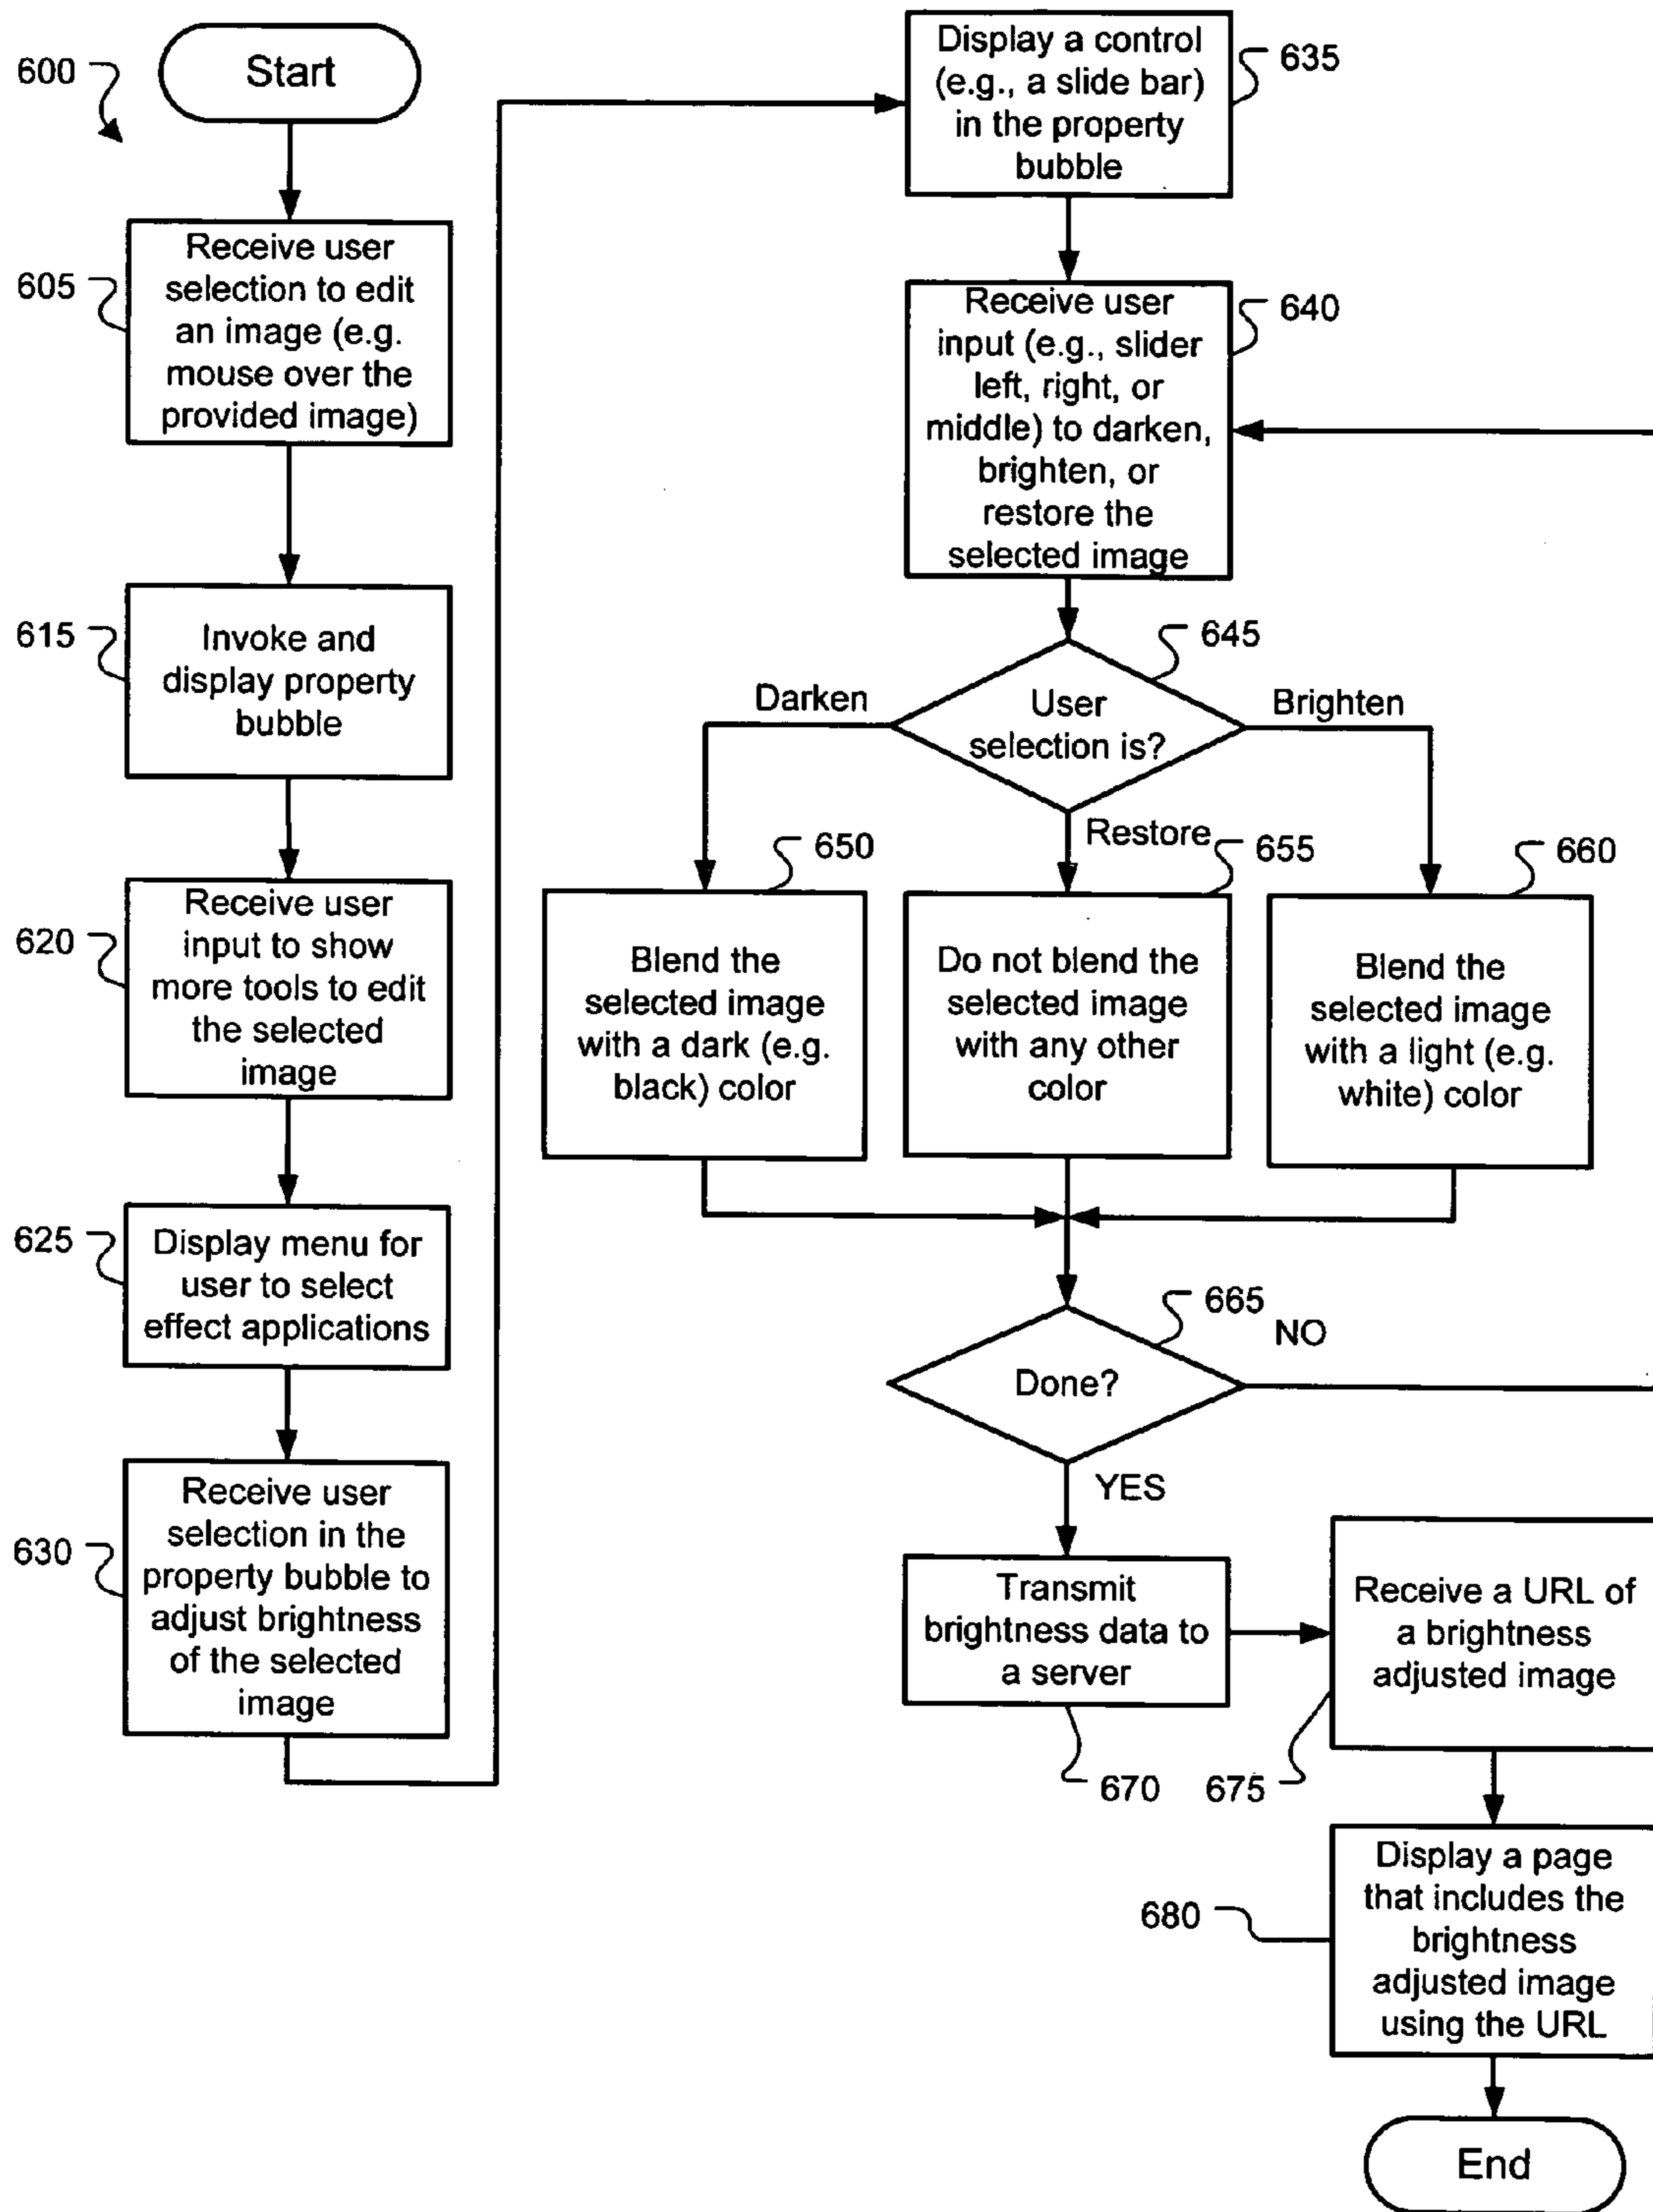 600
Start
605
Receive user
selection to edit
an image (e.g.
mouse over the
provided image)
615
Invoke and
display property
bubble
620
Receive user
input to show
more tools to edit
the selected
image
625
Display menu for
user to select
effect applications
630
Receive user
selection in the
property bubble to
adjust brightness
of the selected
image
635
Display a control
(e.g., a slide bar)
in the property
bubble
640
Receive user
input (e.g., slider
left, right, or
middle) to darken,
brighten, or
restore the
selected image
645
User
selection is?
Darken
Restore
Brighten
650
Blend the
selected image
with a dark (e.g.
black) color
655
Do not blend the
selected image
with any other
color
660
Blend the
selected image
with a light (e.g.
white) color
665
Done?
NO
YES
Transmit
brightness data to
a server
670
Receive a URL of
a brightness
adjusted image
675
680
Display a page
that includes the
brightness
adjusted image
using the URL
End